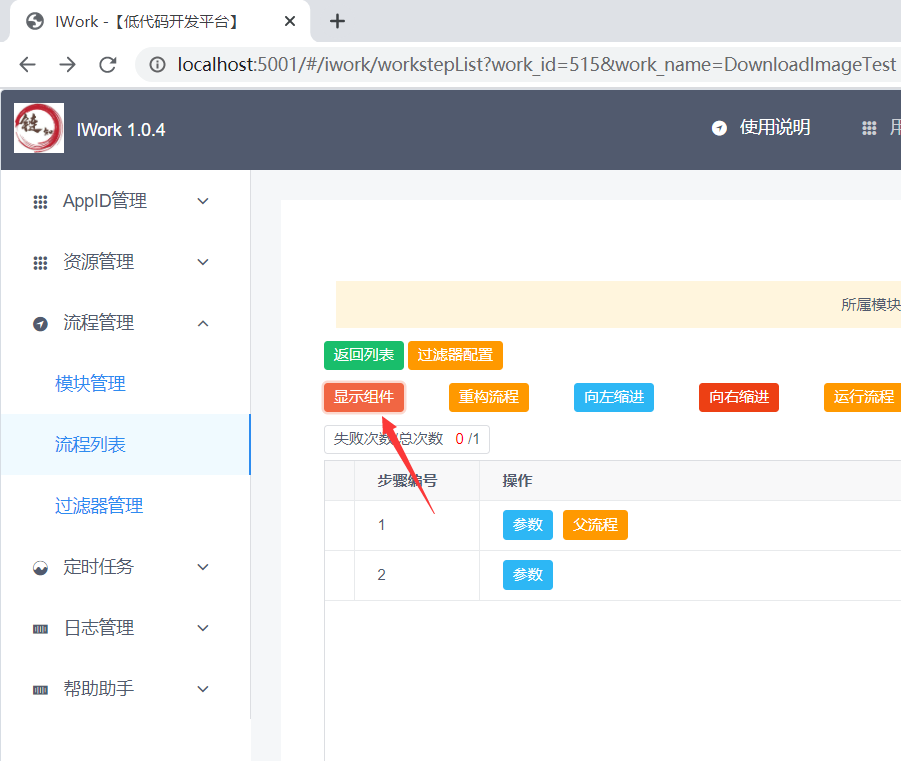 IWork -【低代码开发平台】
localhost:5001/#/iwork/workstepList?work_id=515&work_name=DownloadImageTest
IWork 1.0.4
使用说明
AppID管理
资源管理
流程管理
模块管理
流程列表
过滤器管理
定时任务
日志管理
帮助助手
所属模块
返回列表 过滤器配置
显示组件 重构流程 向左缩进 向右缩进 运行流程
失败次数/总次数 0 /1
步骤编号 操作
1 参数 父流程
2 参数